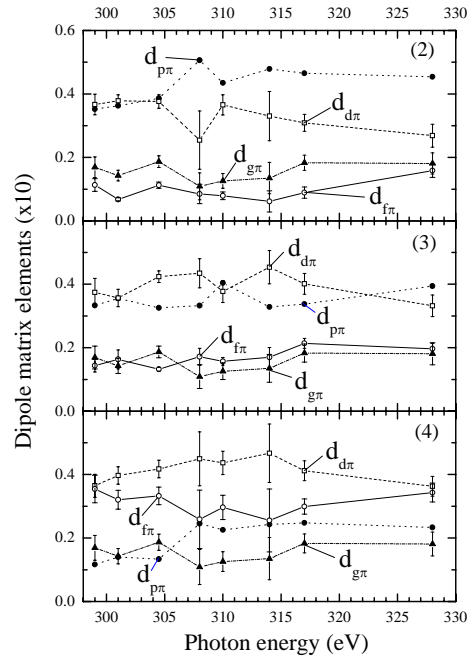 300 305 310 315 320 325 330
0.6
(2)
dpπ
0.4
ddπ
0.2
dgπ
dfπ
0.0
(3)
ddπ
0.4
dpπ
dfπ
0.2
dgπ
0.0
(4)
ddπ
0.4
dfπ
0.2
dpπ
dgπ
0.0
300 305 310 315 320 325 330
Photon energy (eV)
Dipole matrix elements (x10)